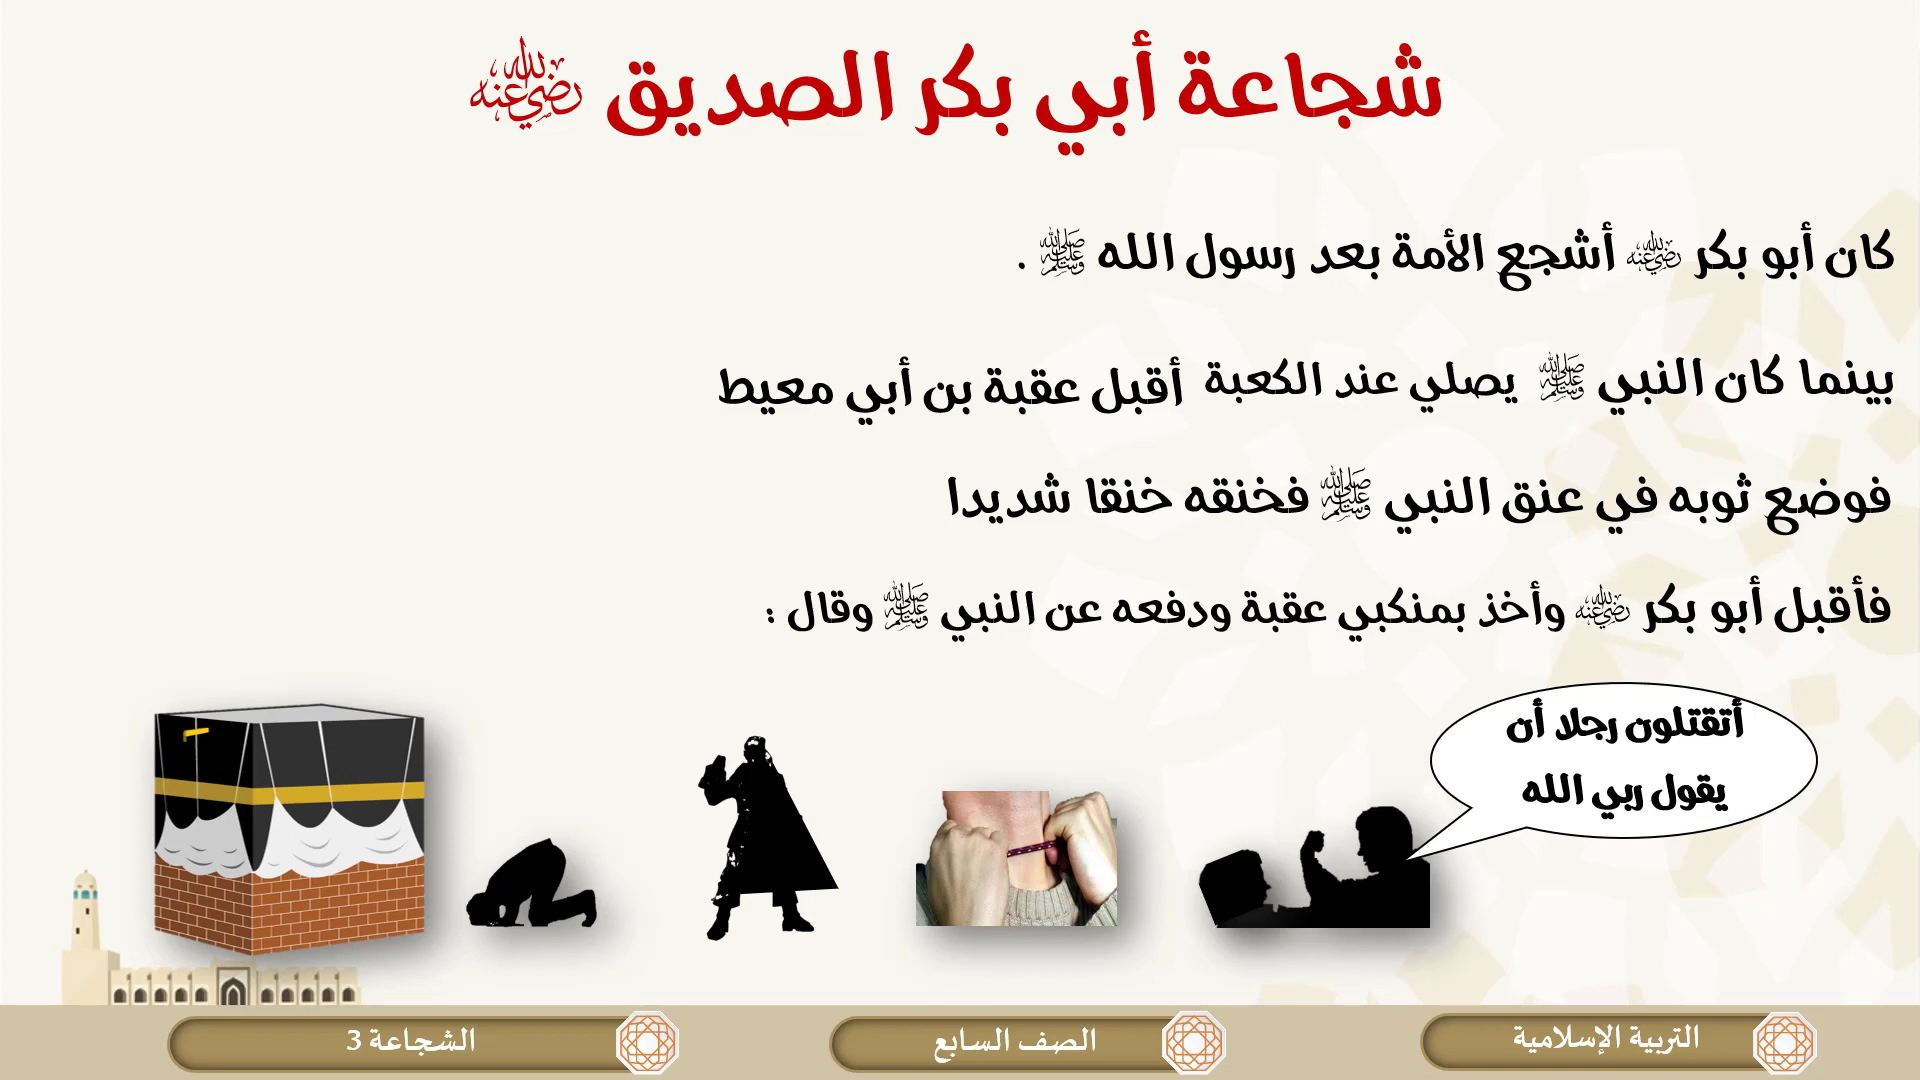 شجاعة أبي بكر الصديق رضي الله عنه
كان أبو بكر رضي الله عنه أشجع الأمة بعد رسول الله ﷺ .
بينما كان النبي ﷺ يصلي عند الكعبة أقبل عقبة بن أبي معيط
فوضع ثوبه في عنق النبي ﷺ فخنقه خنقا شديدا
فأقبل أبو بكر رضي الله عنه وأخذ بمنكبي عقبة ودفعه عن النبي ﷺ وقال :
أتقتلون رجلا أن
يقول ربي الله
التربية الإسلامية
الصف السابع
الشجاعة 3